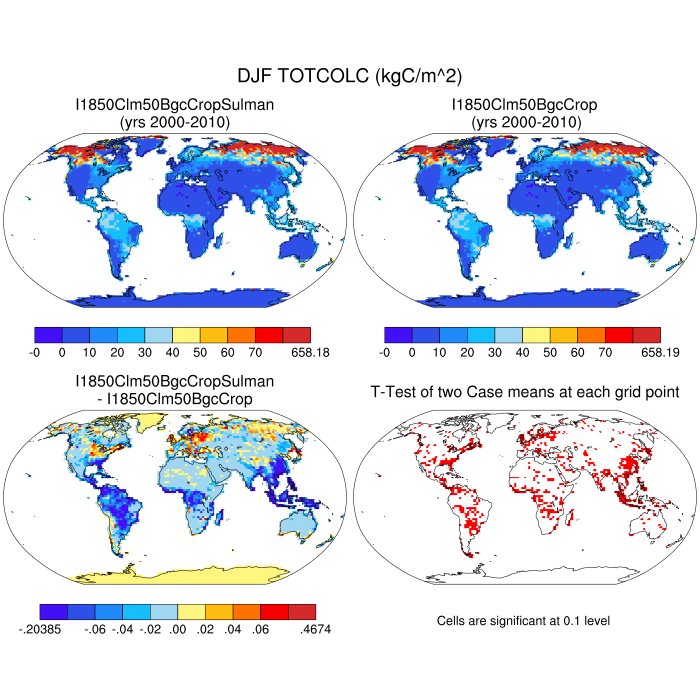 DJF TOTCOLC (kgC/m^2)
I1850Clm50BgcCropSulman
(yrs 2000-2010)
I1850Clm50BgcCrop
(yrs 2000-2010)
-0 0 10 20 30 40 50 60 70 658.18
-0 0 10 20 30 40 50 60 70 658.19
I1850Clm50BgcCropSulman
- I1850Clm50BgcCrop
T-Test of two Case means at each grid point
-.20385 -.06 -.04 -.02 .00 .02 .04 .06 .4674
Cells are significant at 0.1 level